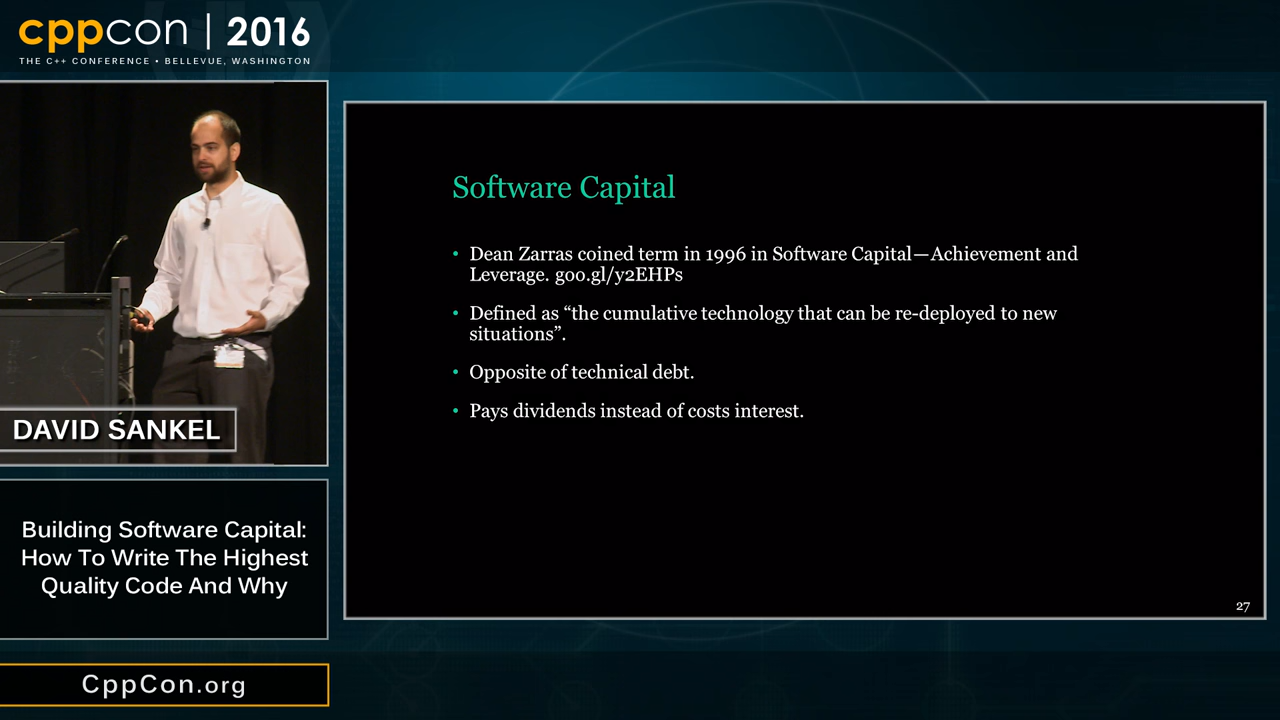 cppcon | 2016
THE C++ CONFERENCE • BELLEVUE, WASHINGTON
DAVID SANKEL
Building Software Capital:
How To Write The Highest
Quality Code And Why
CppCon.org
Software Capital
• Dean Zarras coined term in 1996 in Software Capital—Achievement and
Leverage. goo.gl/y2EHPs
• Defined as “the cumulative technology that can be re-deployed to new
situations”.
• Opposite of technical debt.
• Pays dividends instead of costs interest.
27